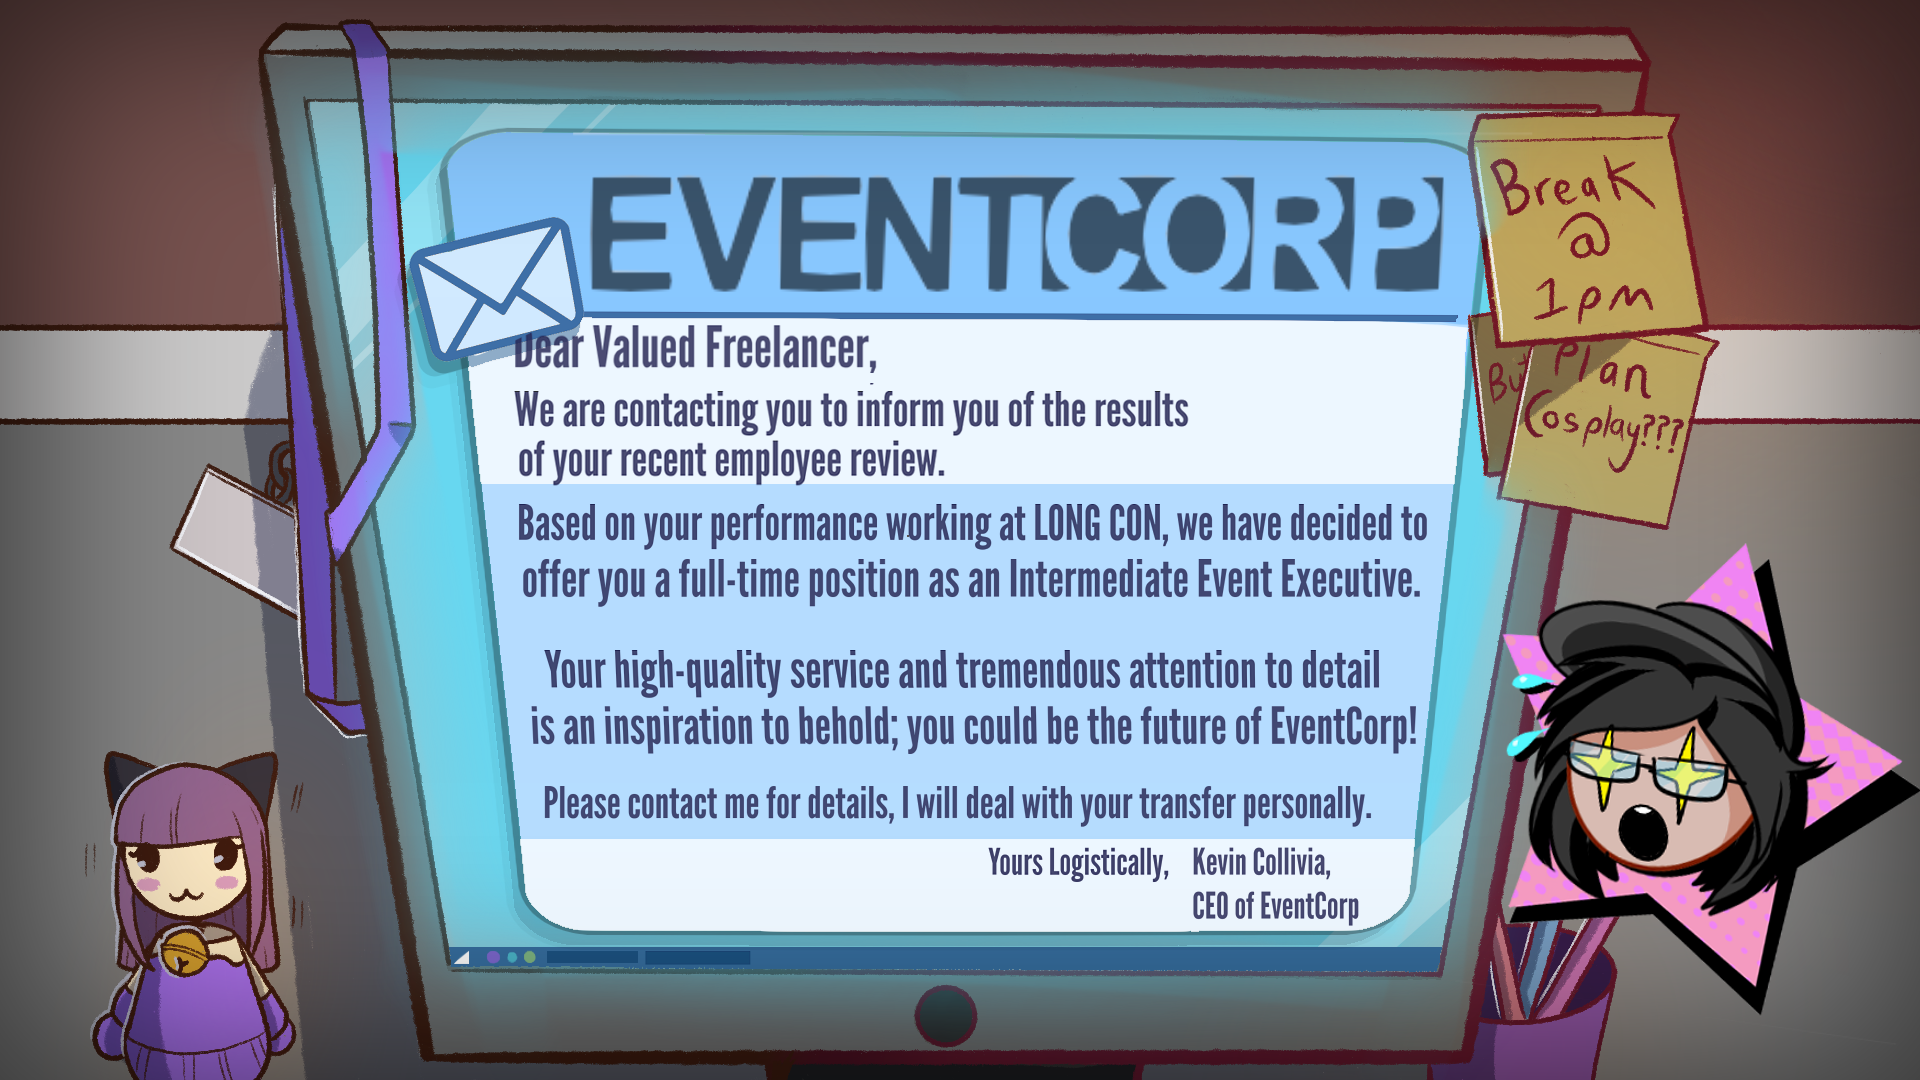 EVENTCORP
Dear Valued Freelancer,
We are contacting you to inform you of the results
of your recent employee review.
Based on your performance working at LONG CON, we have decided to
offer you a full-time position as an Intermediate Event Executive.
Your high-quality service and tremendous attention to detail
is an inspiration to behold; you could be the future of EventCorp!
Please contact me for details, I will deal with your transfer personally.
Yours Logistically, Kevin Collivia,
CEO of EventCorp
Break
@
1pm
Plan
Cosplay???